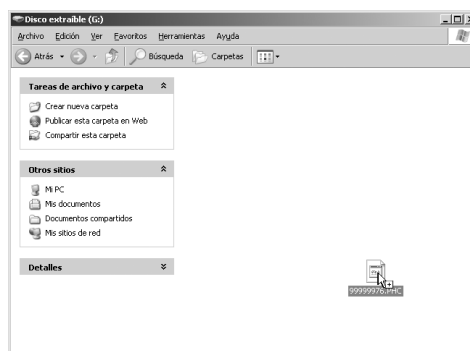 Disco extraíble (G:)
Archivo Edición Ver Favoritos Herramientas Ayuda
Atrás Búsqueda Carpetas
Tareas de archivo y carpeta
Crear nueva carpeta
Publicar esta carpeta en Web
Compartir esta carpeta
Otros sitios
Mi PC
Mis documentos
Documentos compartidos
Mis sitios de red
Detalles
99999976.PHC